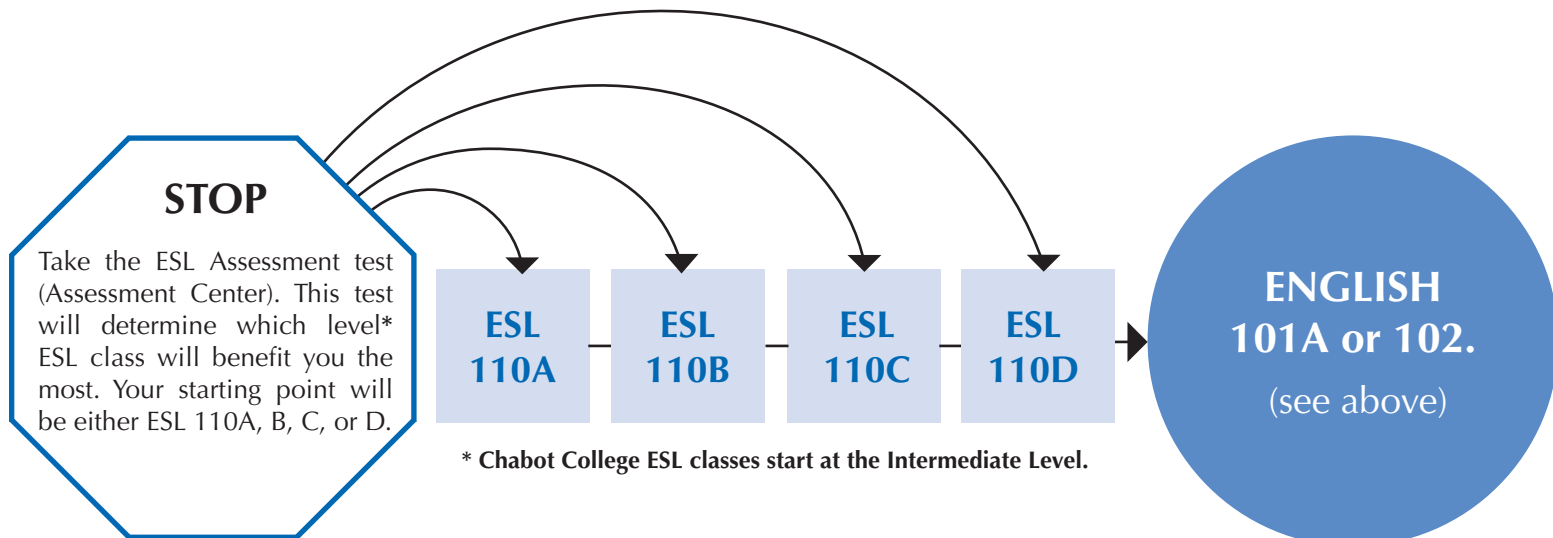 STOP
Take the ESL Assessment test
(Assessment Center). This test
will determine which level*
ESL class will benefit you the
most. Your starting point will
be either ESL 110A, B, C, or D.
ESL
110A
ESL
110B
ESL
110C
ESL
110D
* Chabot College ESL classes start at the Intermediate Level.
ENGLISH
101A or 102.
(see above)